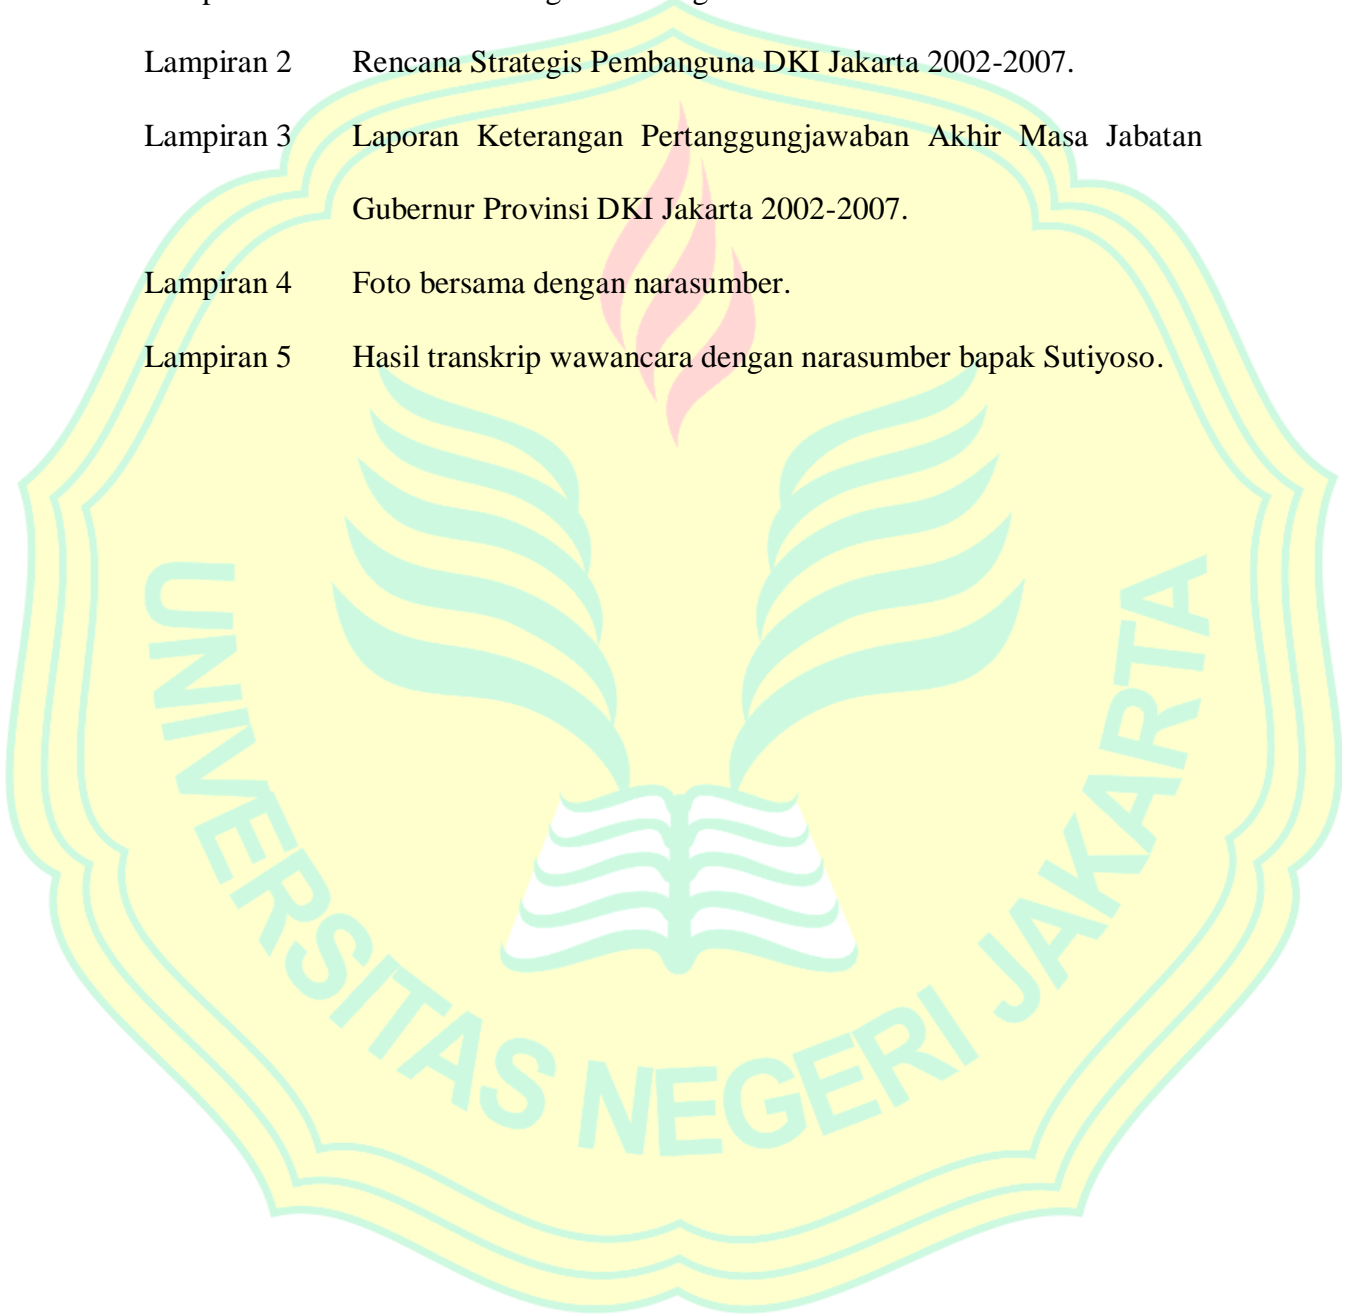 Lampiran 2 Rencana Strategis Pembanguna DKI Jakarta 2002-2007.
Lampiran 3 Laporan Keterangan Pertanggungjawaban Akhir Masa Jabatan
Gubernur Provinsi DKI Jakarta 2002-2007.
Lampiran 4 Foto bersama dengan narasumber.
Lampiran 5 Hasil transkrip wawancara dengan narasumber bapak Sutiyoso.
UNIVERSITAS NEGERI JAKARTA